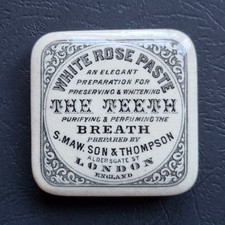 WHITE ROSE PASTE
AN ELEGANT
PREPARATION FOR
PRESERVING & WHITENING
THE TEETH
PURIFYING & PERFUMING THE
BREATH
PREPARED BY
S. MAW, SON & THOMPSON
ALDERSGATE ST
LONDON
ENGLAND